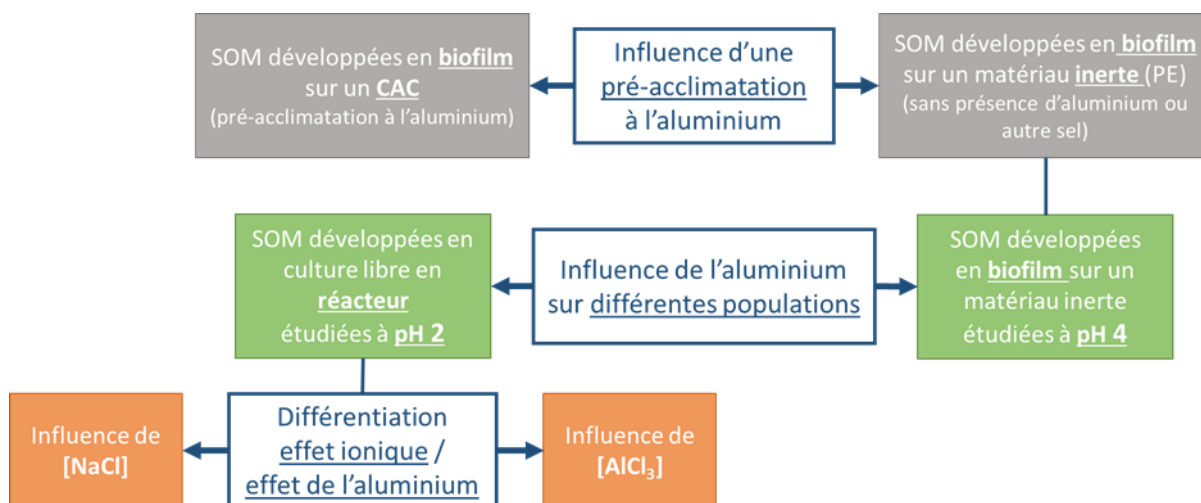 SOM développées en biofilm
sur un CAC
(pré-acclimatation à l'aluminium)
Influence d'une
pré-acclimatation
à l'aluminium
SOM développées en biofilm
sur un matériau inerte (PE)
(sans présence d'aluminium ou
autre sel)
SOM développées en
culture libre en
réacteur
étudiées à pH 2
Influence de l'aluminium
sur différentes populations
SOM développées
en biofilm sur un
matériau inerte
étudiées à pH 4
Influence de
[NaCl]
Différentiation
effet ionique /
effet de l'aluminium
Influence de
[AlCl₃]